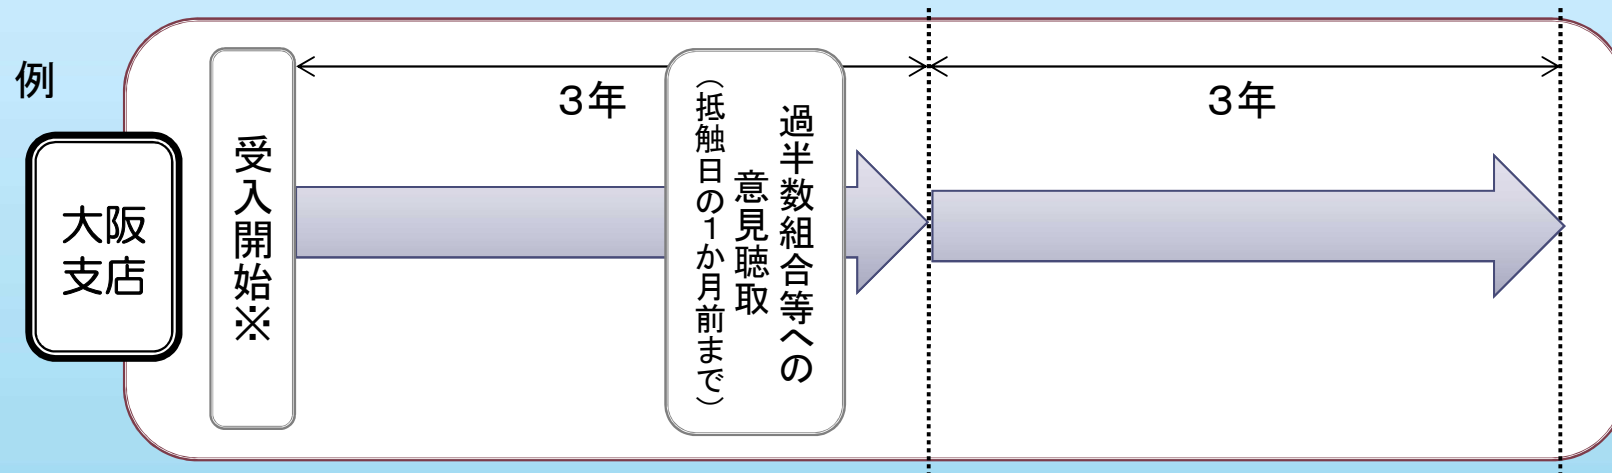 例
大阪
支店
受入開始※
3年
過半数組合等への
意見聴取
（抵触日の1か月前まで）
3年